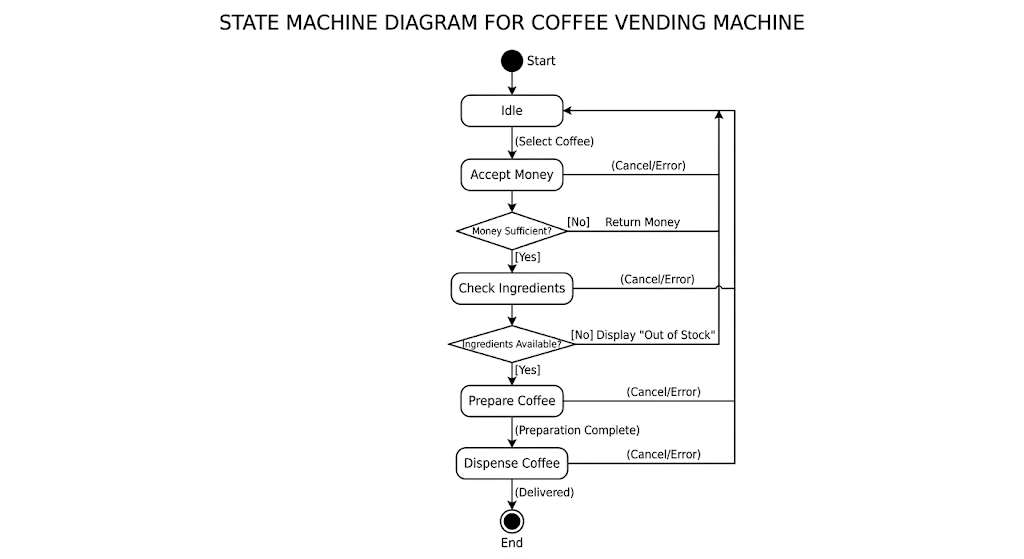 STATE MACHINE DIAGRAM FOR COFFEE VENDING MACHINE
Start
Idle
(Select Coffee)
Accept Money
(Cancel/Error)
Money Sufficient?
[No] Return Money
[Yes]
Check Ingredients
(Cancel/Error)
Ingredients Available?
[No] Display "Out of Stock"
[Yes]
Prepare Coffee
(Cancel/Error)
(Preparation Complete)
Dispense Coffee
(Cancel/Error)
(Delivered)
End